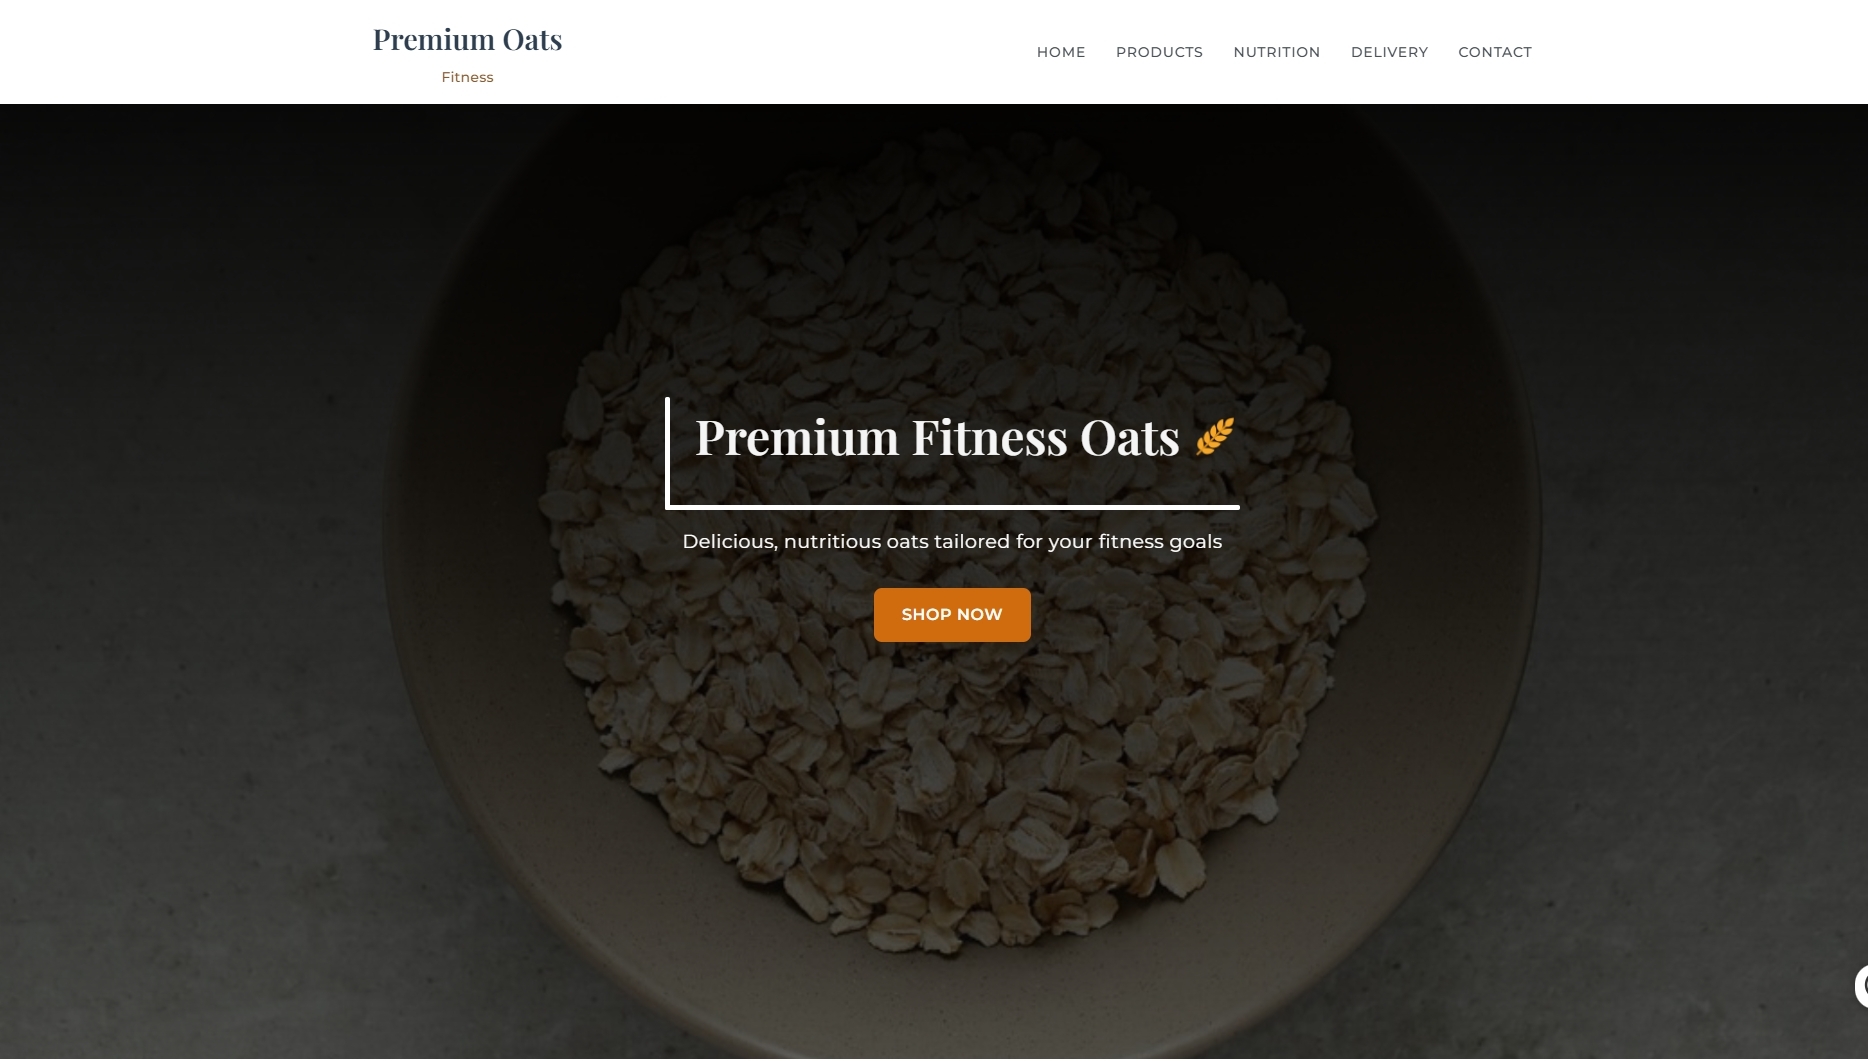 Premium Oats
Fitness
HOME PRODUCTS NUTRITION DELIVERY CONTACT
Premium Fitness Oats
Delicious, nutritious oats tailored for your fitness goals
SHOP NOW